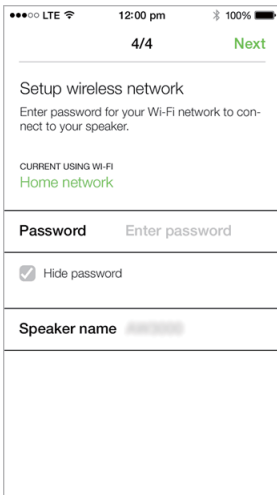 LTE 12:00 pm 100%
4/4 Next
Setup wireless network
Enter password for your Wi-Fi network to con-
nect to your speaker.
CURRENT USING WI-FI
Home network
Password Enter password
Hide password
Speaker name